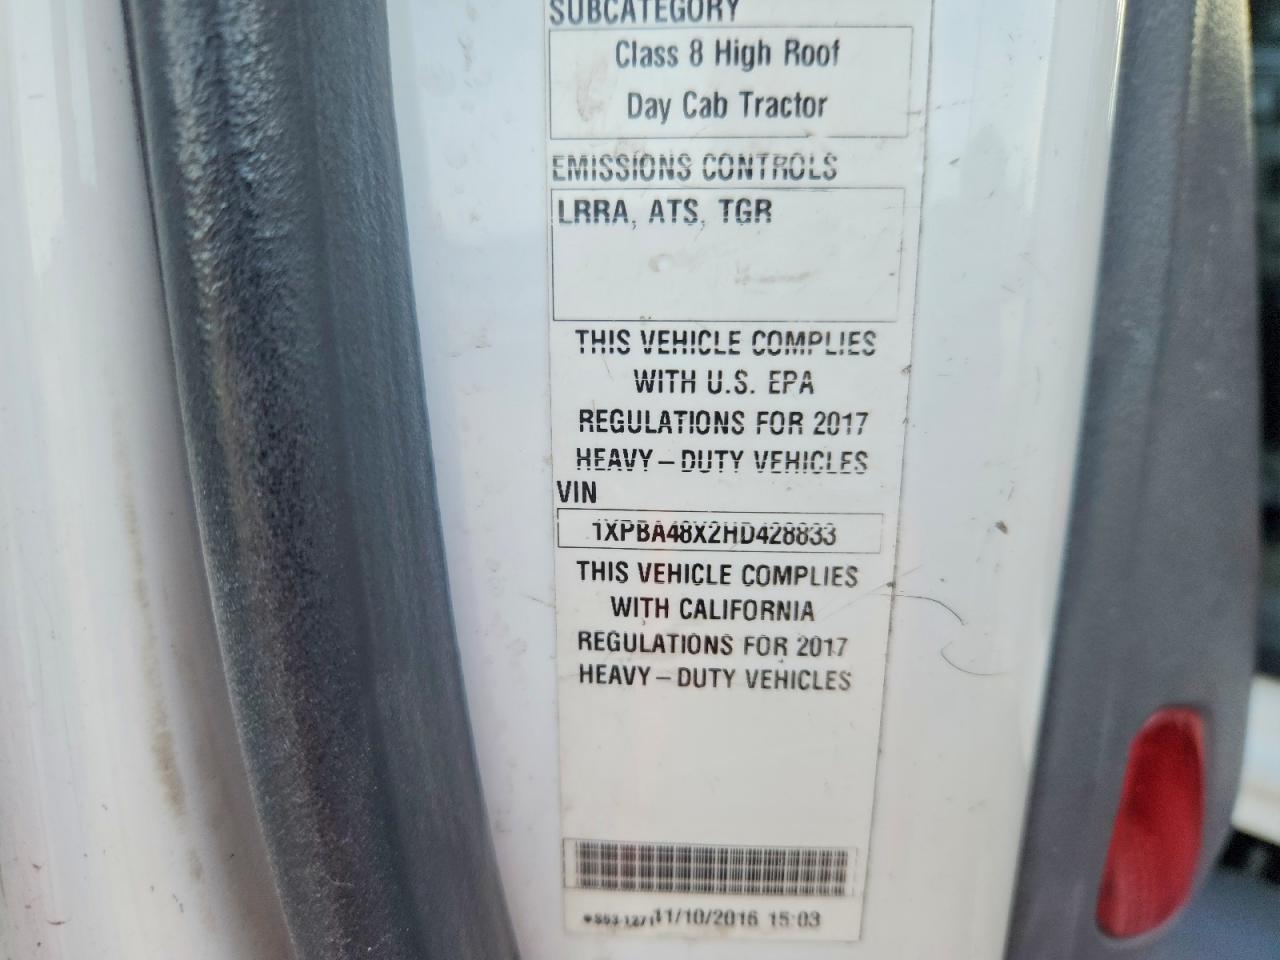 SUBCATEGORY
Class 8 High Roof
Day Cab Tractor
EMISSIONS CONTROLS
LRRA, ATS, TGR
THIS VEHICLE COMPLIES
WITH U.S. EPA
REGULATIONS FOR 2017
HEAVY-DUTY VEHICLES
VIN
1XPBA48X2HD428833
THIS VEHICLE COMPLIES
WITH CALIFORNIA
REGULATIONS FOR 2017
HEAVY-DUTY VEHICLES
11/10/2016 15:03